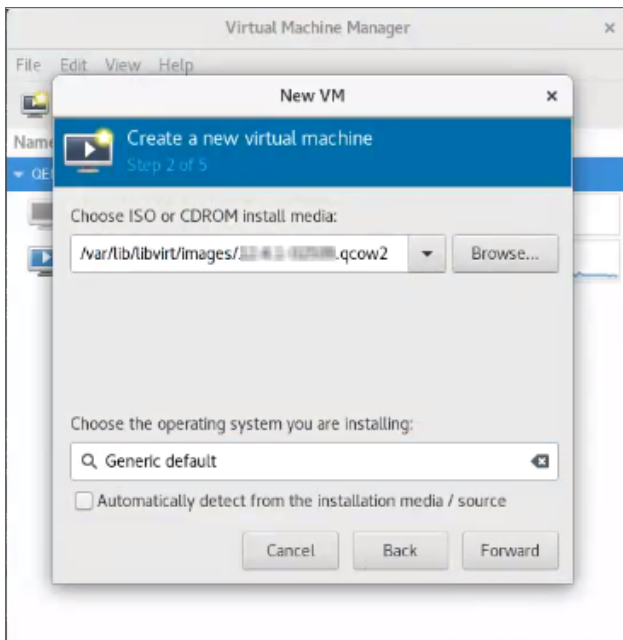 Virtual Machine Manager
File Edit View Help
New VM
Create a new virtual machine
Step 2 of 5
Name
QE
Choose ISO or CDROM install media:
/var/lib/libvirt/images/ .qcow2
Browse...
Choose the operating system you are installing:
Generic default
Automatically detect from the installation media / source
Cancel Back Forward